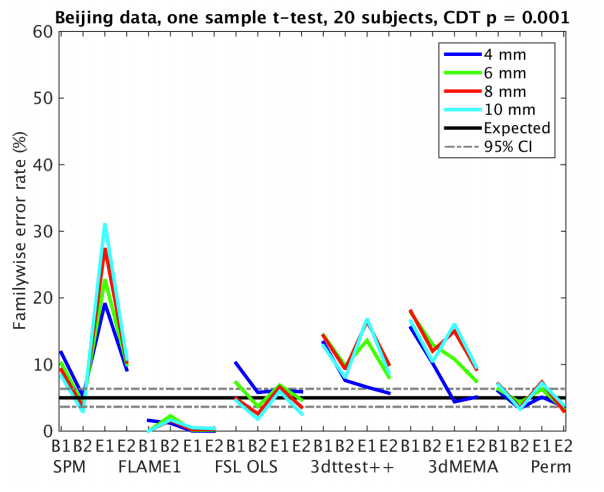 Beijing data, one sample t-test, 20 subjects, CDT p = 0.001
60
50
40
30
20
10
0
Familywise error rate (%)
4 mm
6 mm
8 mm
10 mm
Expected
95% CI
B1 B2 E1 E2 B1 B2 E1 E2 B1 B2 E1 E2 B1 B2 E1 E2 B1 B2 E1 E2 B1 B2 E1 E2
SPM FLAME1 FSL OLS 3dttest++ 3dMEMA Perm